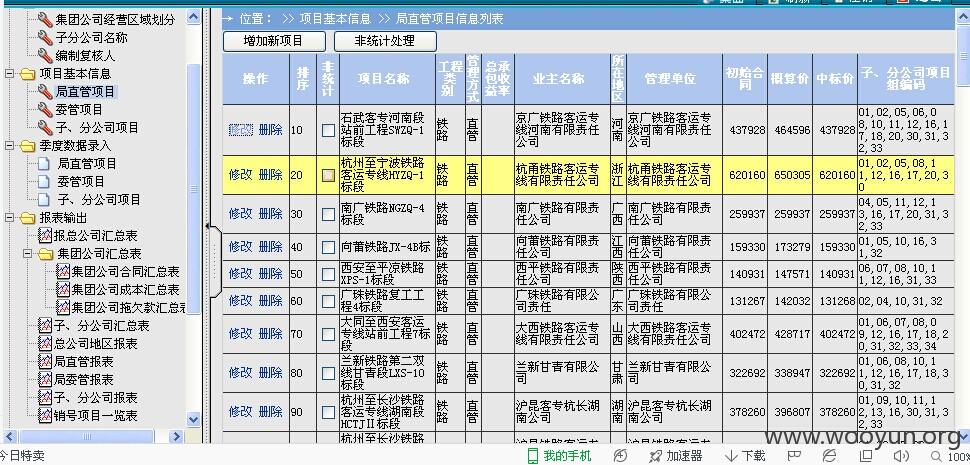 集团公司经营区域划分
子分公司名称
编制复核人
项目基本信息
局直管项目
委管项目
子、分公司项目
季度数据录入
局直管项目
委管项目
子、分公司项目
报表输出
报总公司汇总表
集团公司汇总表
集团公司合同汇总表
集团公司成本汇总表
集团公司拖欠款汇总表
子、分公司汇总表
总公司地区报表
局直管报表
局委管报表
子、分公司报表
销号项目一览表
→ 位置： >> 项目基本信息 >> 局直管项目信息列表
增加新项目 非统计处理
操作 排序 非统计 项目名称 工程类别 管理方式 总承包收益率 业主名称 所在地区 管理单位 初始合同 概算价 中标价 子、分公司项目组编码
修改 删除 10 石武客专河南段站前工程SWZQ-1标段 铁路 直管 京广铁路客运专线河南有限责任公司 河南 京广铁路客运专线河南有限责任公司 437928 464596 437928 01, 02, 05, 06, 08, 10, 11, 12, 16, 17, 18, 20, 30, 31, 32, 33
修改 删除 20 杭州至宁波铁路客运专线HYZQ-1标段 铁路 直管 杭甬铁路客运专线有限责任公司 浙江 杭甬铁路客运专线有限责任公司 620160 650305 620160 01, 02, 05, 08, 11, 12, 16, 17, 20, 30
修改 删除 30 南广铁路NGZQ-4标段 铁路 直管 南广铁路有限责任公司 广西 南广铁路有限责任公司 259937 259937 259937 04, 05, 11, 12, 13, 16, 17, 20, 31, 32, 33
修改 删除 40 向莆铁路JX-4B标 铁路 直管 向莆铁路有限责任公司 江西 向莆铁路有限责任公司 159330 173279 159330 01, 05, 10, 16, 31, 32
修改 删除 50 西安至平凉铁路XPS-1标段 铁路 直管 西平铁路有限责任公司 陕西 西平铁路有限责任公司 140931 147571 140931 06, 07, 08, 10, 11, 12, 16, 31, 33
修改 删除 60 广珠铁路复工工程4标段 铁路 直管 广珠铁路有限公司责任公司 广东 广珠铁路有限公司责任 131267 142032 131268 02, 04, 10, 31, 32
修改 删除 70 大同至西安客运专线站前工程7标段 铁路 直管 大西铁路客运专线有限责任公司 山西 大西铁路客运专线有限责任公司 402472 428717 402472 01, 06, 07, 08, 09, 12, 16, 17, 18, 20, 31, 32, 33, 34
修改 删除 80 兰新铁路第二双线甘青段LXS-10标段 铁路 直管 兰新甘青有限公司 甘肃 兰新甘青有限公司 322692 338947 322692 01, 06, 08, 10, 11, 12, 16, 17, 18, 30, 31, 32
修改 删除 90 杭州至长沙铁路客运专线湖南段HCTJⅡ标段 铁路 直管 沪昆客专杭长湖南公司 湖南 沪昆客专杭长湖南公司 378260 396807 378260 01, 09, 10, 11, 12, 13, 16, 30, 31, 32, 33
杭州至长沙铁路 铁 直 沪昆铁路客运专 沪昆铁路客运专 01, 02, 05, 06, 0
www.wooyun.org
今日特卖 我的手机 加速器 下载 100%